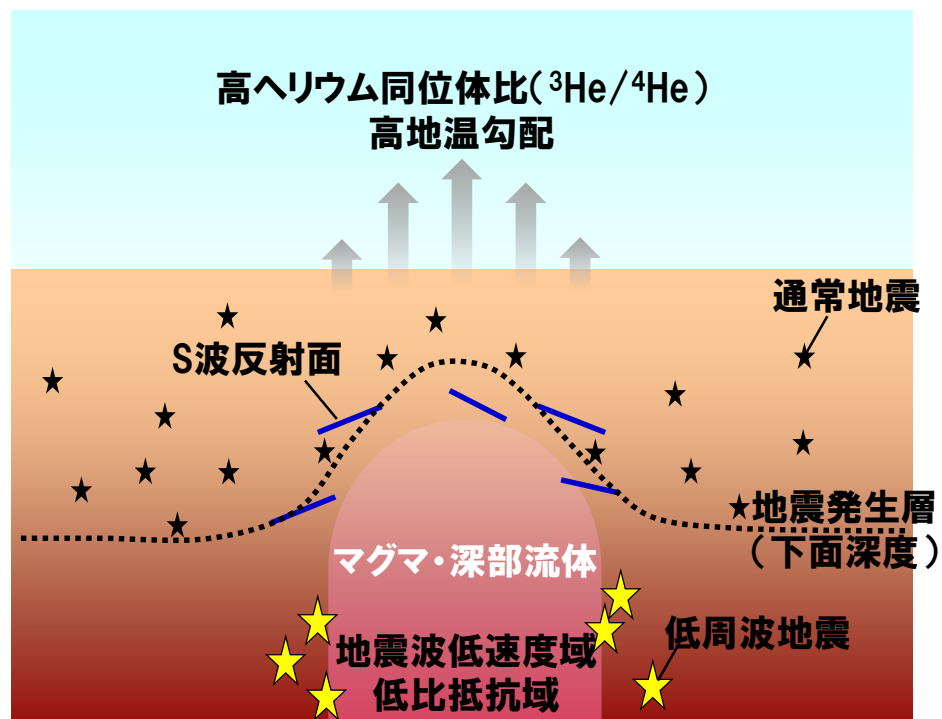 高ヘリウム同位体比(³He/⁴He)
高地温勾配
通常地震
S波反射面
地震発生層
(下面深度)
マグマ・深部流体
低周波地震
地震波低速度域
低比抵抗域